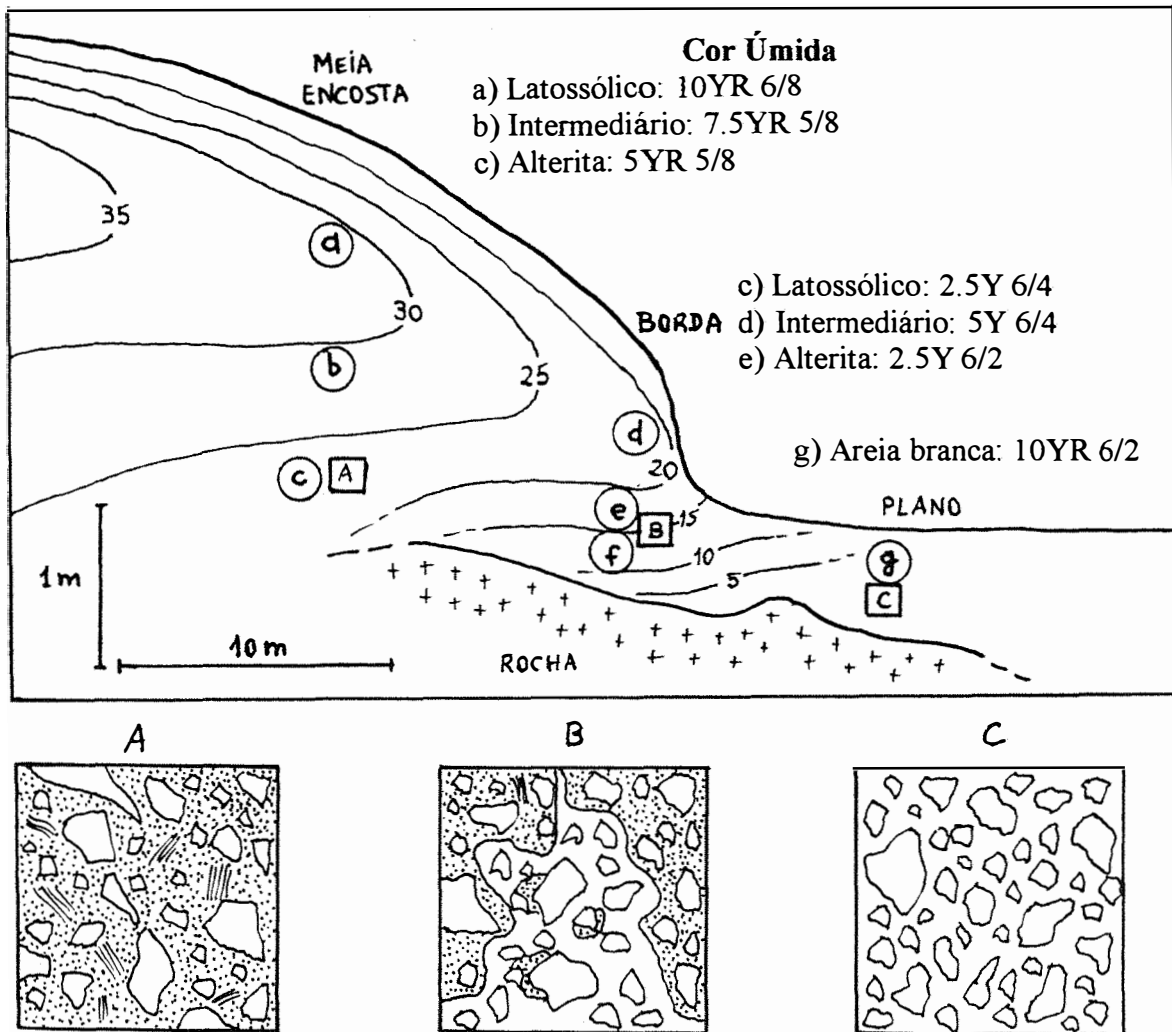 Cor Úmida
MEIA
ENCOSTA
a) Latossólico: 10YR 6/8
b) Intermediário: 7.5YR 5/8
c) Alterita: 5YR 5/8
35
a
30
b
25
c) Latossólico: 2.5Y 6/4
BORDA d) Intermediário: 5Y 6/4
e) Alterita: 2.5Y 6/2
d
20
g) Areia branca: 10YR 6/2
c A
e
15
B
PLANO
f
10
g
5
C
1m
10m
ROCHA
A B C